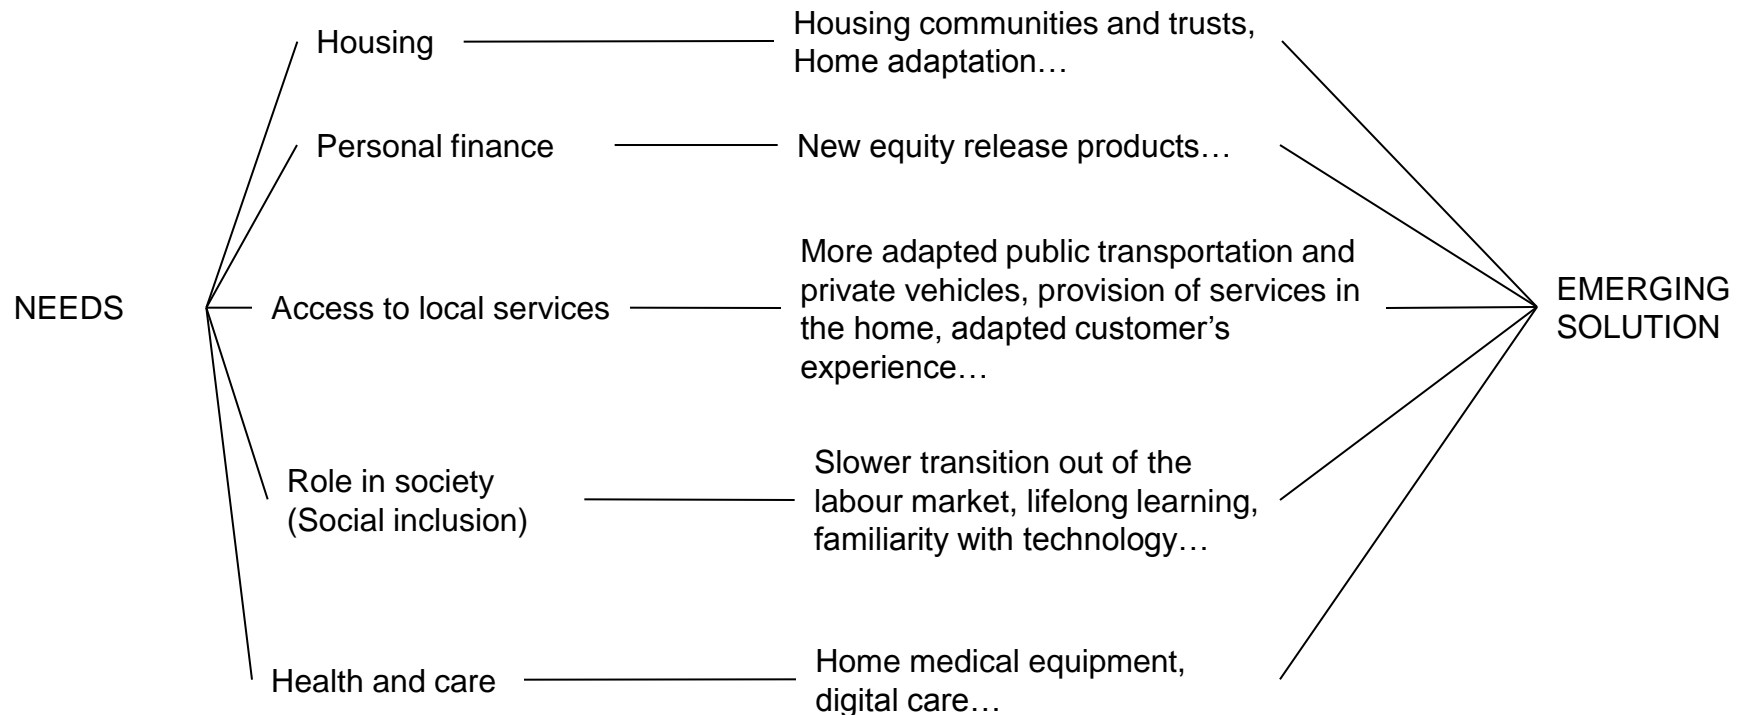 NEEDS
Housing
Housing communities and trusts,
Home adaptation…
Personal finance
New equity release products…
Access to local services
More adapted public transportation and
private vehicles, provision of services in
the home, adapted customer’s
experience…
Role in society
(Social inclusion)
Slower transition out of the
labour market, lifelong learning,
familiarity with technology…
Health and care
Home medical equipment,
digital care…
EMERGING
SOLUTION